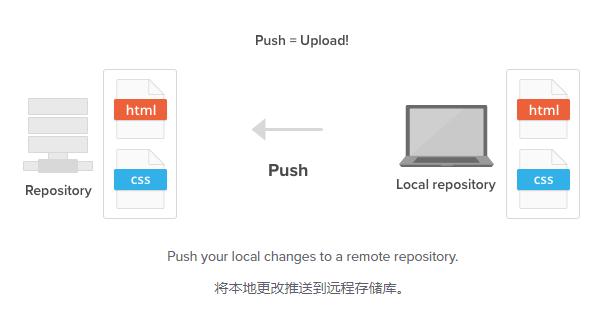 Push = Upload!
html
css
Repository
Push
html
css
Local repository
Push your local changes to a remote repository.
将本地更改推送到远程存储库。